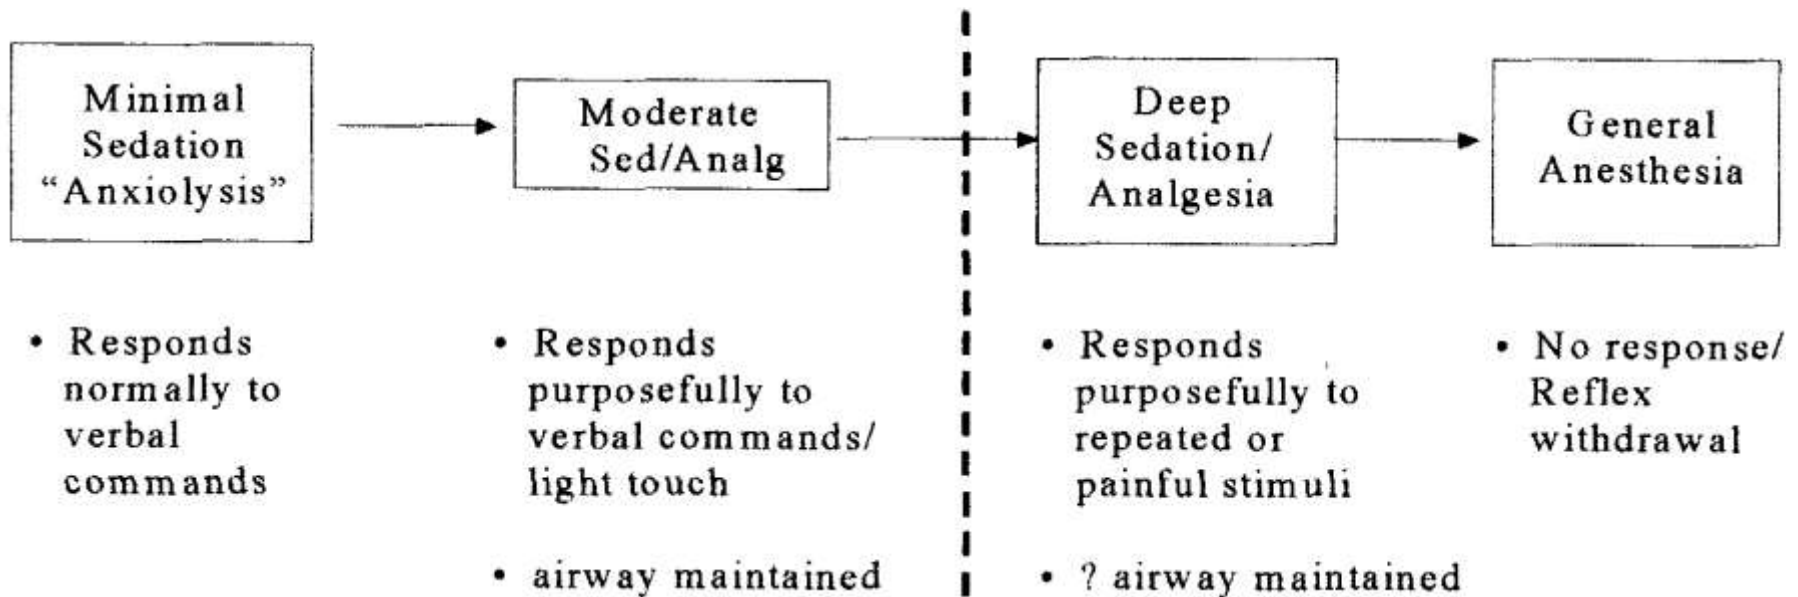 Minimal
Sedation
“Anxiolysis”
Moderate
Sed/Analg
Deep
Sedation/
Analgesia
General
Anesthesia
• Responds
normally to
verbal
commands
• Responds
purposefully to
verbal commands/
light touch
• airway maintained
• Responds
purposefully to
repeated or
painful stimuli
• ? airway maintained
• No response/
Reflex
withdrawal